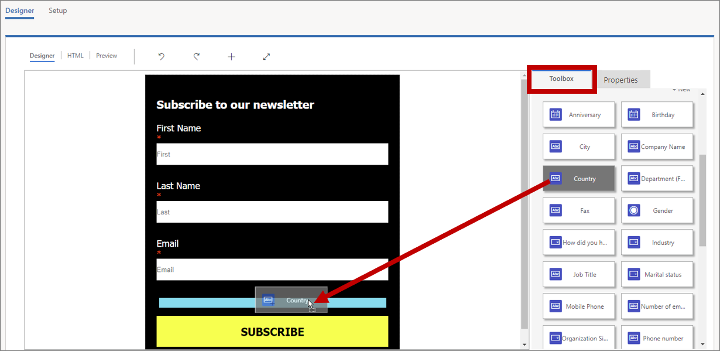 Designer Setup
Designer HTML Preview
Toolbox Properties
+ New
Subscribe to our newsletter
First Name
*
First
Last Name
*
Last
Email
*
Email
Country
SUBSCRIBE
Anniversary Birthday
City Company Name
Country Department (F...
Fax Gender
How did you h... Industry
Job Title Marital status
Mobile Phone Number of em...
Organization Si... Phone number